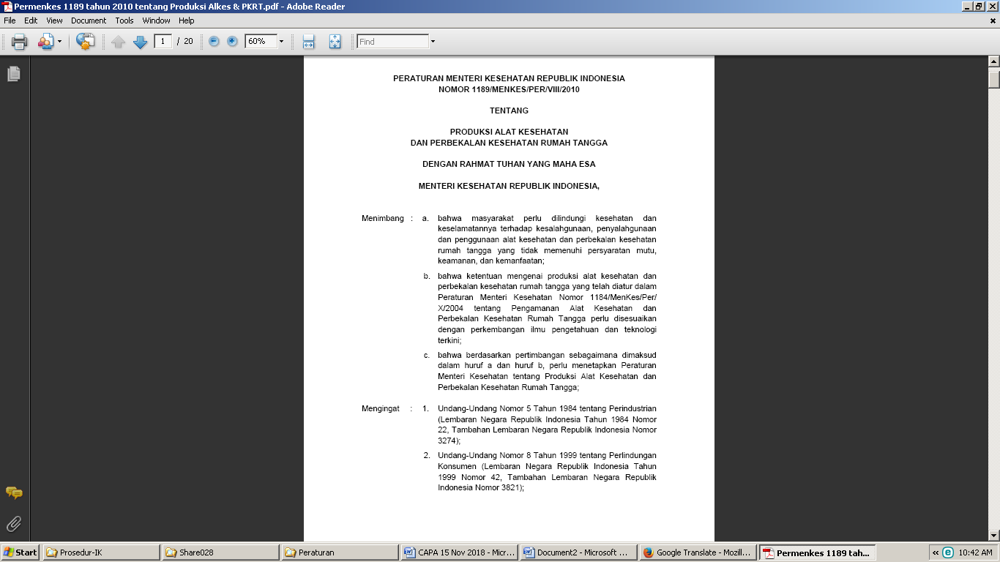 Permenkes 1189 tahun 2010 tentang Produksi Alkes & PKRT.pdf - Adobe Reader
File Edit View Document Tools Window Help
1 / 20 60% Find
PERATURAN MENTERI KESEHATAN REPUBLIK INDONESIA
NOMOR 1189/MENKES/PER/VIII/2010
TENTANG
PRODUKSI ALAT KESEHATAN
DAN PERBEKALAN KESEHATAN RUMAH TANGGA
DENGAN RAHMAT TUHAN YANG MAHA ESA
MENTERI KESEHATAN REPUBLIK INDONESIA,
Menimbang : a. bahwa masyarakat perlu dilindungi kesehatan dan
keselamatannya terhadap kesalahgunaan, penyalahgunaan
dan penggunaan alat kesehatan dan perbekalan kesehatan
rumah tangga yang tidak memenuhi persyaratan mutu,
keamanan, dan kemanfaatan;
b. bahwa ketentuan mengenai produksi alat kesehatan dan
perbekalan kesehatan rumah tangga yang telah diatur dalam
Peraturan Menteri Kesehatan Nomor 1184/MenKes/Per/
X/2004 tentang Pengamanan Alat Kesehatan dan
Perbekalan Kesehatan Rumah Tangga perlu disesuaikan
dengan perkembangan ilmu pengetahuan dan teknologi
terkini;
c. bahwa berdasarkan pertimbangan sebagaimana dimaksud
dalam huruf a dan huruf b, perlu menetapkan Peraturan
Menteri Kesehatan tentang Produksi Alat Kesehatan dan
Perbekalan Kesehatan Rumah Tangga;
Mengingat : 1. Undang-Undang Nomor 5 Tahun 1984 tentang Perindustrian
(Lembaran Negara Republik Indonesia Tahun 1984 Nomor
22, Tambahan Lembaran Negara Republik Indonesia Nomor
3274);
2. Undang-Undang Nomor 8 Tahun 1999 tentang Perlindungan
Konsumen (Lembaran Negara Republik Indonesia Tahun
1999 Nomor 42, Tambahan Lembaran Negara Republik
Indonesia Nomor 3821);
Start Prosedur-IK Share028 Peraturan CAPA 15 Nov 2018 - Micr... Document2 - Microsoft ... Google Translate - Mozill... Permenkes 1189 tah... « 10:42 AM